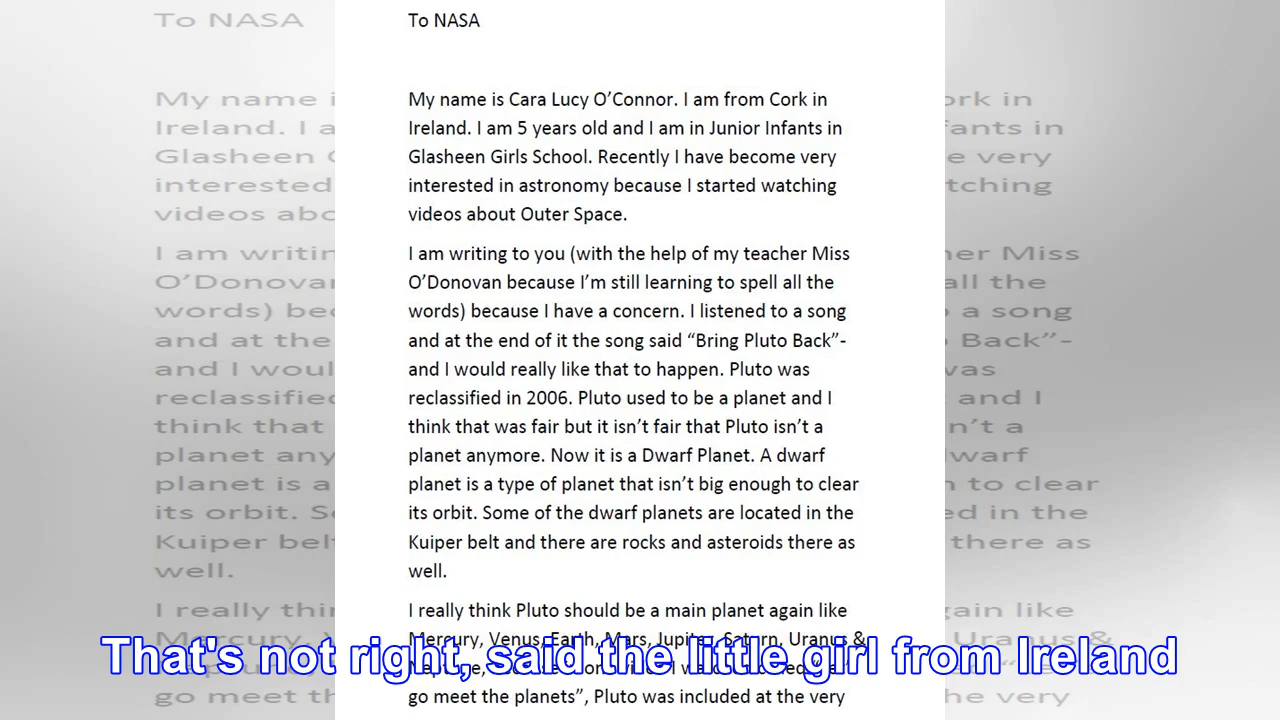 To NASA
My name is Cara Lucy O’Connor. I am from Cork in
Ireland. I am 5 years old and I am in Junior Infants in
Glasheen Girls School. Recently I have become very
interested in astronomy because I started watching
videos about Outer Space.
I am writing to you (with the help of my teacher Miss
O’Donovan because I’m still learning to spell all the
words) because I have a concern. I listened to a song
and at the end of it the song said “Bring Pluto Back”-
and I would really like that to happen. Pluto was
reclassified in 2006. Pluto used to be a planet and I
think that was fair but it isn’t fair that Pluto isn’t a
planet anymore. Now it is a Dwarf Planet. A dwarf
planet is a type of planet that isn’t big enough to clear
its orbit. Some of the dwarf planets are located in the
Kuiper belt and there are rocks and asteroids there as
well.
I really think Pluto should be a main planet again like
Mercury, Venus, Earth, Mars, Jupiter, Saturn, Uranus &
go meet the planets”, Pluto was included at the very
That's not right, said the little girl from Ireland